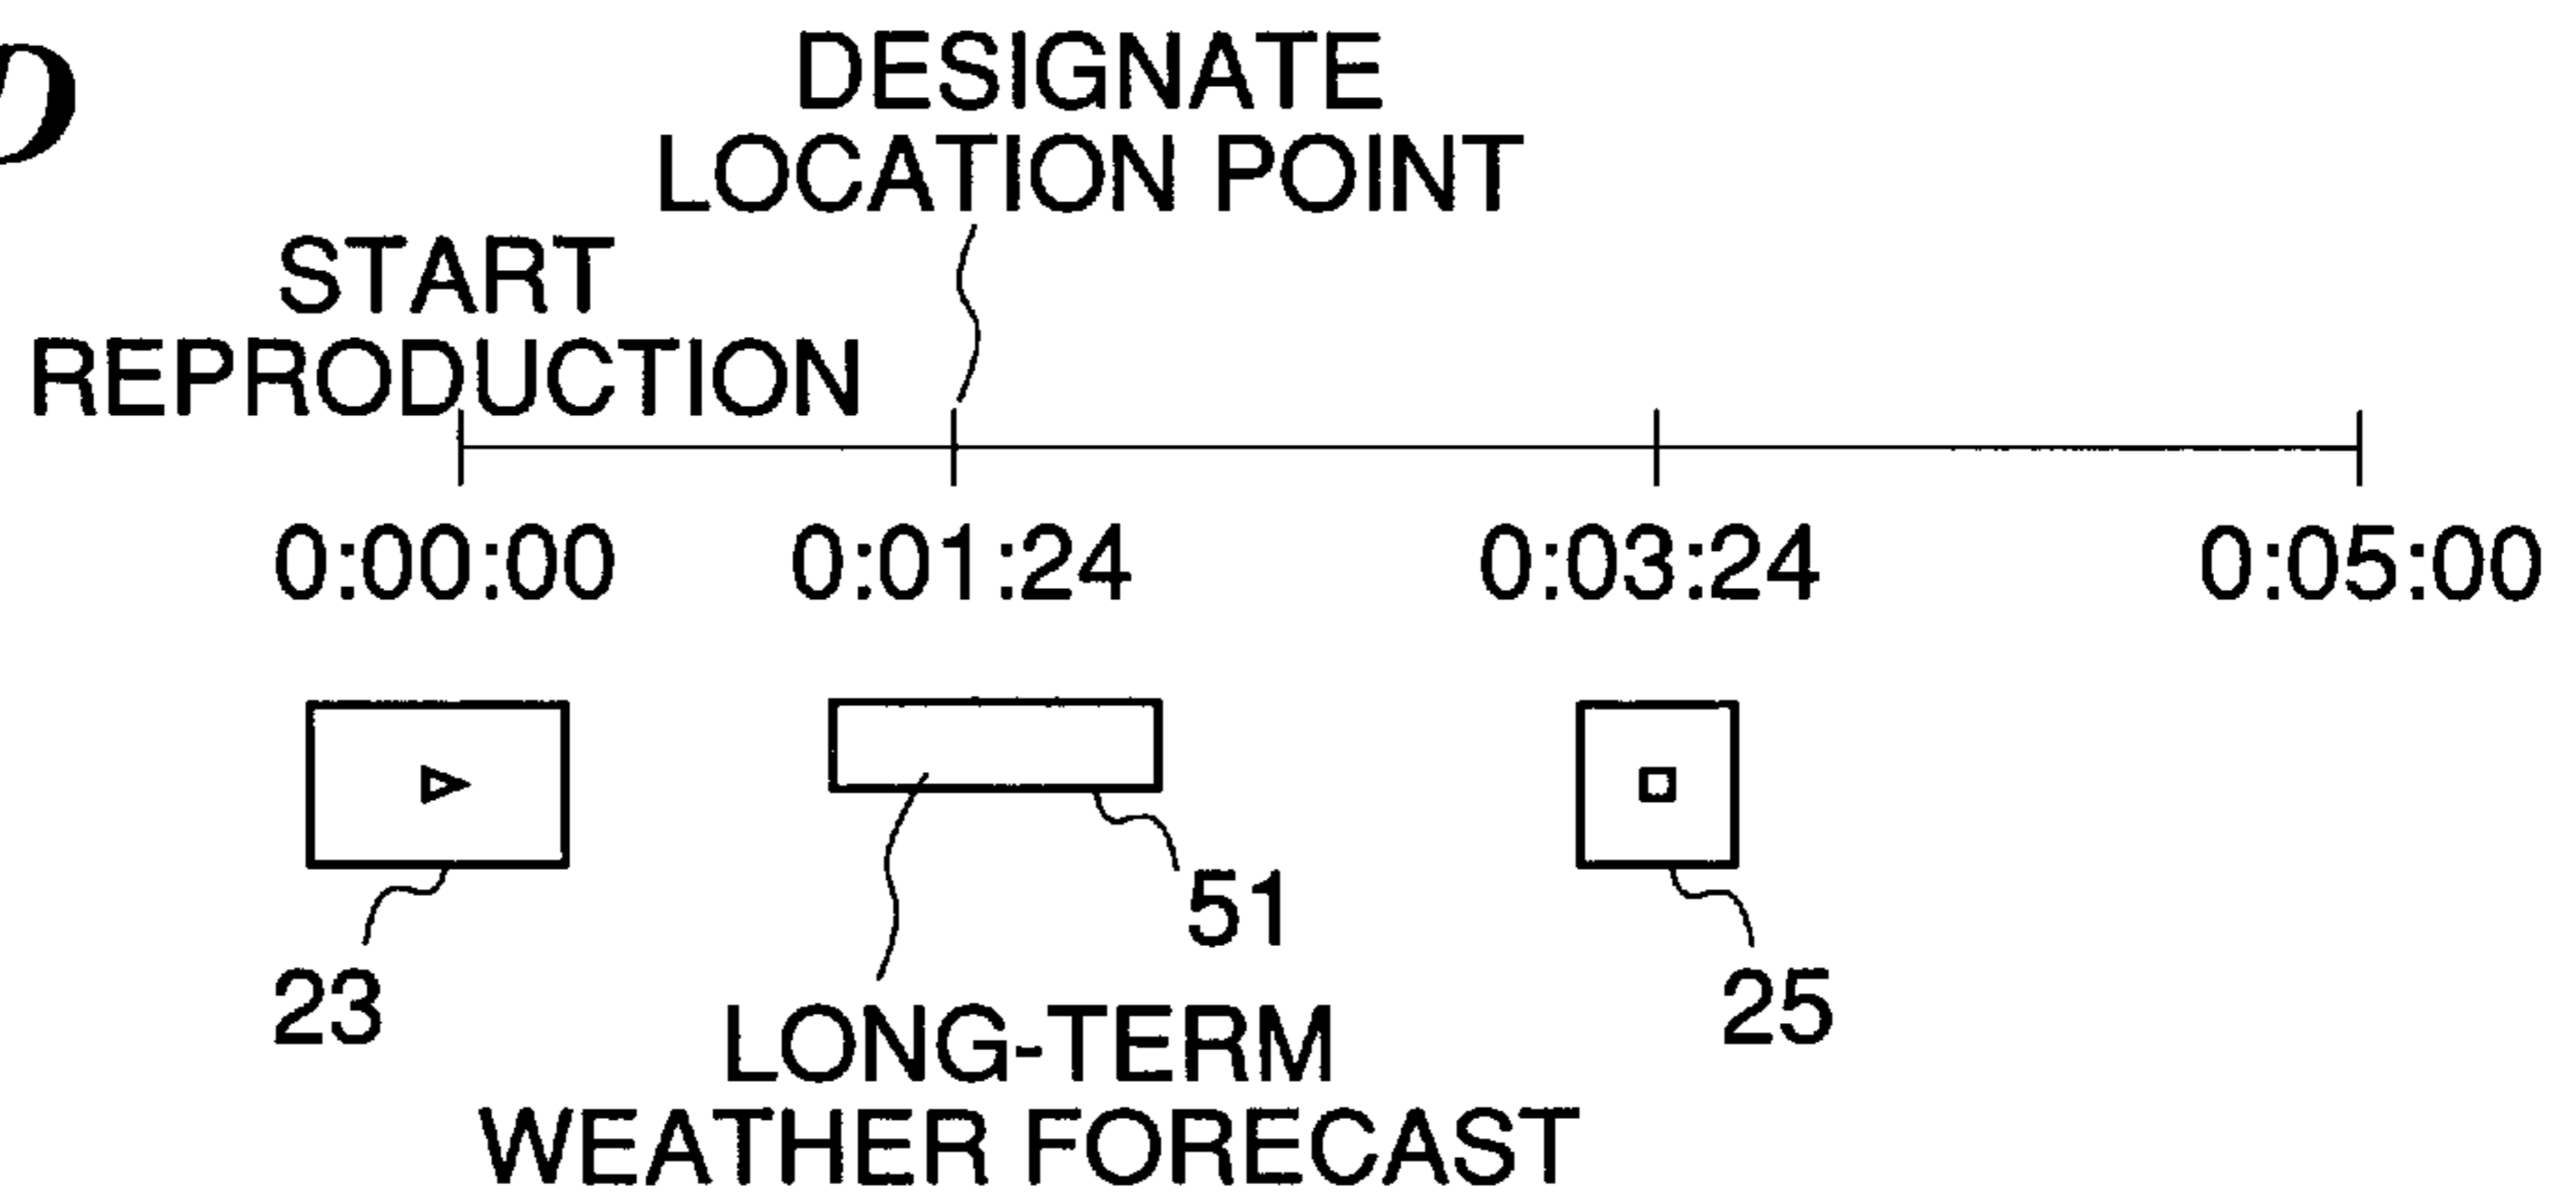 D
DESIGNATE
LOCATION POINT
START
REPRODUCTION
0:00:00 0:01:24 0:03:24 0:05:00
51
23 25
LONG-TERM
WEATHER FORECAST